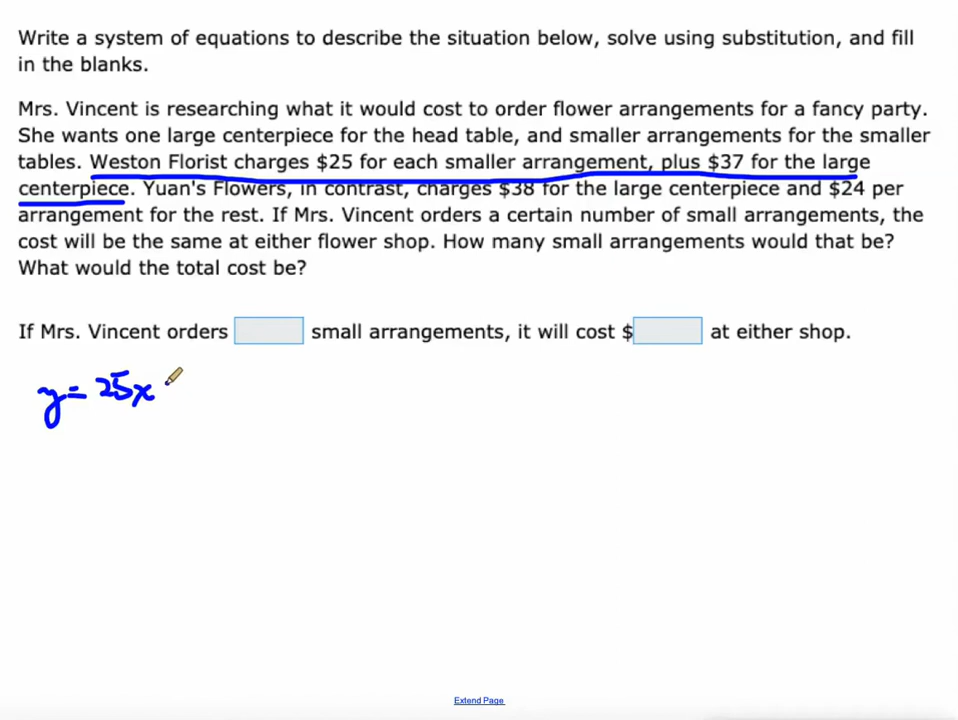 Write a system of equations to describe the situation below, solve using substitution, and fill
in the blanks.
Mrs. Vincent is researching what it would cost to order flower arrangements for a fancy party.
She wants one large centerpiece for the head table, and smaller arrangements for the smaller
tables. Weston Florist charges $25 for each smaller arrangement, plus $37 for the large
centerpiece. Yuan's Flowers, in contrast, charges $38 for the large centerpiece and $24 per
arrangement for the rest. If Mrs. Vincent orders a certain number of small arrangements, the
cost will be the same at either flower shop. How many small arrangements would that be?
What would the total cost be?
If Mrs. Vincent orders small arrangements, it will cost $ at either shop.
y = 25x
Extend Page